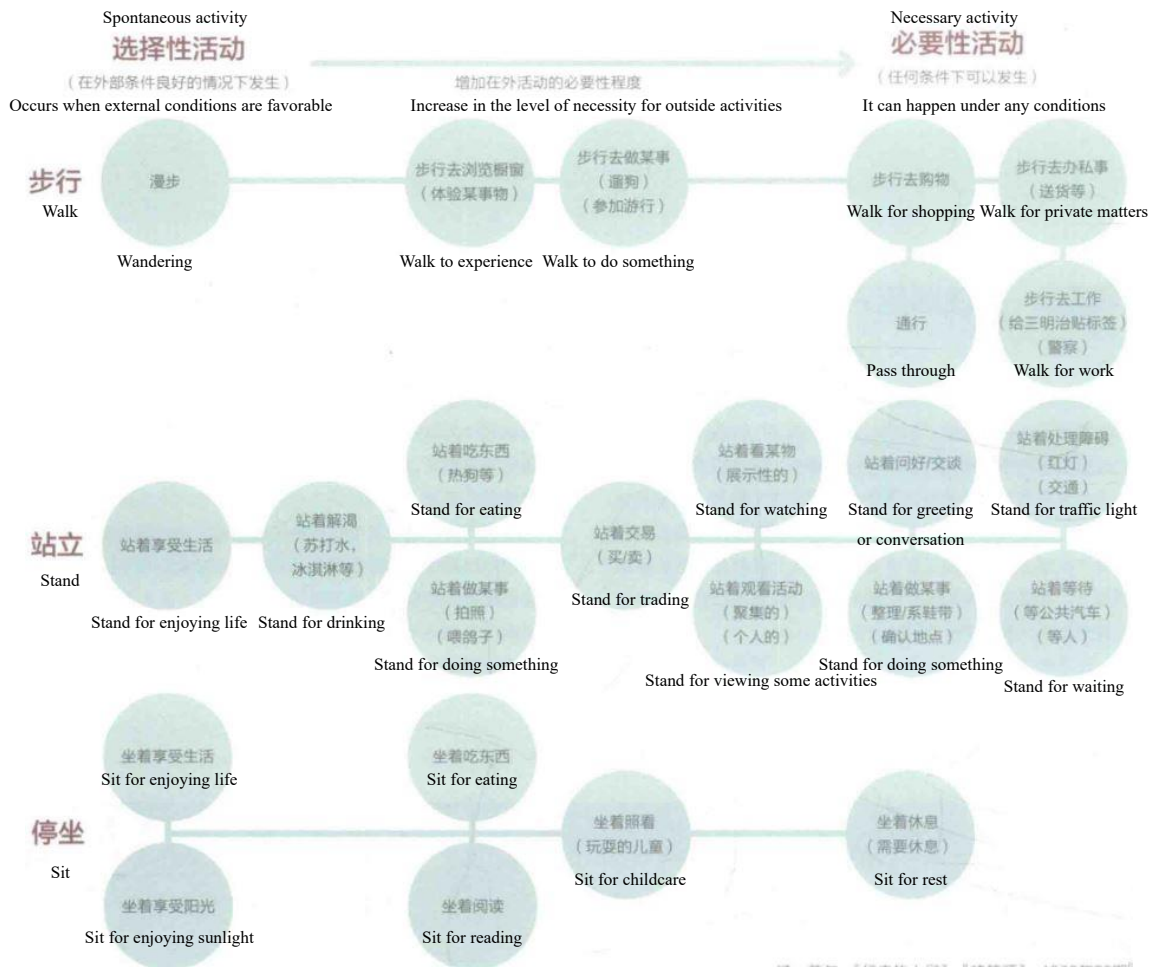 Spontaneous activity
选择性活动
（在外部条件良好的情况下发生）
Occurs when external conditions are favorable
增加在外活动的必要性程度
Increase in the level of necessity for outside activities
Necessary activity
必要性活动
（任何条件下可以发生）
It can happen under any conditions
步行
Walk
漫步
Wandering
步行去浏览橱窗
（体验某事物）
Walk to experience
步行去做某事
（遛狗）
（参加游行）
Walk to do something
步行去购物
Walk for shopping
步行去办私事
（送货等）
Walk for private matters
通行
Pass through
步行去工作
（给三明治贴标签）
（警察）
Walk for work
站立
Stand
站着享受生活
Stand for enjoying life
站着解渴
（苏打水，
冰淇淋等）
Stand for drinking
站着吃东西
（热狗等）
Stand for eating
站着做某事
（拍照）
（喂鸽子）
Stand for doing something
站着交易
（买/卖）
Stand for trading
站着看某物
（展示性的）
Stand for watching
站着观看活动
（聚集的）
（个人的）
Stand for viewing some activities
站着问好/交谈
Stand for greeting
or conversation
站着做某事
（整理/系鞋带）
（确认地点）
Stand for doing something
站着处理障碍
（红灯）
（交通）
Stand for traffic light
站着等待
（等公共汽车）
（等人）
Stand for waiting
停坐
Sit
坐着享受生活
Sit for enjoying life
坐着享受阳光
Sit for enjoying sunlight
坐着吃东西
Sit for eating
坐着阅读
Sit for reading
坐着照看
（玩耍的儿童）
Sit for childcare
坐着休息
（需要休息）
Sit for rest